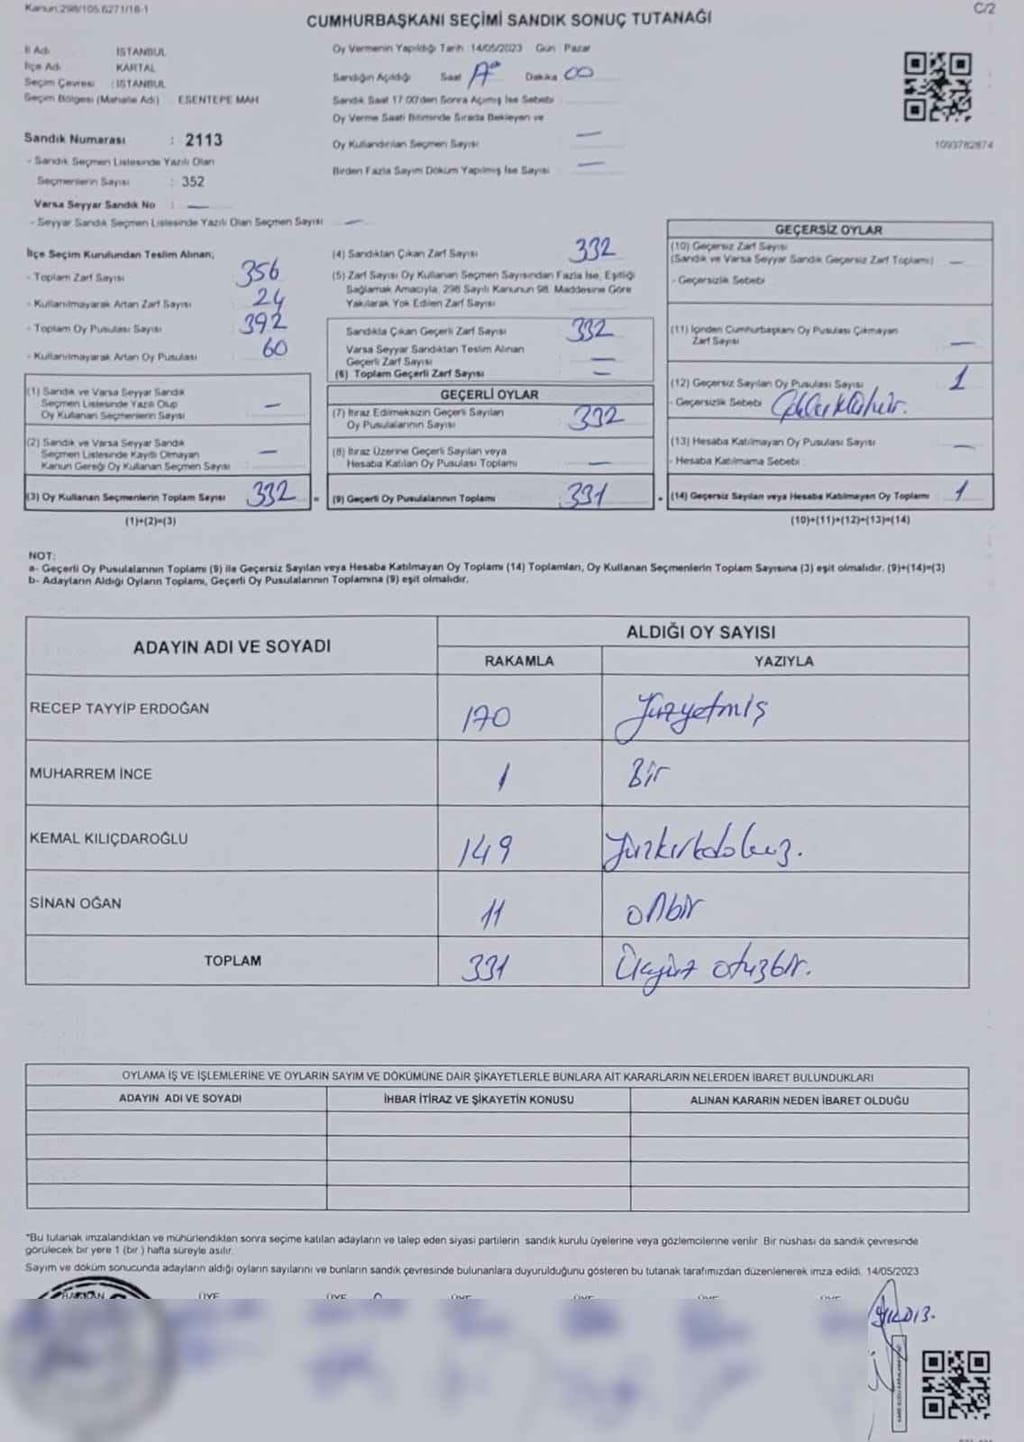 Kanun:298/105.6271/18-1
C/2
CUMHURBAŞKANI SEÇİMİ SANDIK SONUÇ TUTANAĞI
İl Adı İSTANBUL
İlçe Adı KARTAL
Seçim Çevresi : İSTANBUL
Seçim Bölgesi (Mahalle Adı) : ESENTEPE MAH
Sandık Numarası : 2113
- Sandık Seçmen Listesinde Yazılı Olan
Seçmenlerin Sayısı : 352
Varsa Seyyar Sandık No : —
- Seyyar Sandık Seçmen Listesinde Yazılı Olan Seçmen Sayısı —
Oy Vermenin Yapıldığı Tarih :14/05/2023 Gün : Pazar
Sandığın Açıldığı Saat Dakika 00
Sandık Saat 17:00'den Sonra Açılmış İse Sebebi
Oy Verme Saati Bitiminde Sırada Bekleyen ve
Oy Kullandırılan Seçmen Sayısı —
Birden Fazla Sayım Döküm Yapılmış İse Sayısı —
1093782874
İlçe Seçim Kurulundan Teslim Alınan;
- Toplam Zarf Sayısı 356
- Kullanılmayarak Artan Zarf Sayısı 24
- Toplam Oy Pusulası Sayısı 392
- Kullanılmayarak Artan Oy Pusulası 60
(1) Sandık ve Varsa Seyyar Sandık
Seçmen Listesinde Yazılı Olup
Oy Kullanan Seçmenlerin Sayısı —
(2) Sandık ve Varsa Seyyar Sandık
Seçmen Listesinde Kayıtlı Olmayan
Kanun Gereği Oy Kullanan Seçmen Sayısı —
(3) Oy Kullanan Seçmenlerin Toplam Sayısı 332 =
(1)+(2)=(3)
(4) Sandıktan Çıkan Zarf Sayısı 332
(5) Zarf Sayısı Oy Kullanan Seçmen Sayısından Fazla İse, Eşitliği
Sağlamak Amacıyla, 298 Sayılı Kanunun 98. Maddesine Göre
Yakılarak Yok Edilen Zarf Sayısı
Sandıkta Çıkan Geçerli Zarf Sayısı 332
Varsa Seyyar Sandıktan Teslim Alınan
Geçerli Zarf Sayısı —
(6) Toplam Geçerli Zarf Sayısı —
GEÇERLİ OYLAR
(7) İtiraz Edilmeksizin Geçerli Sayılan
Oy Pusulalarının Sayısı 332
(8) İtiraz Üzerine Geçerli Sayılan veya
Hesaba Katılan Oy Pusulası Toplamı —
(9) Geçerli Oy Pusulalarının Toplamı 331 +
GEÇERSİZ OYLAR
(10) Geçersiz Zarf Sayısı
(Sandık ve Varsa Seyyar Sandık Geçersiz Zarf Toplamı) —
- Geçersizlik Sebebi
(11) İçinden Cumhurbaşkanı Oy Pusulası Çıkmayan
Zarf Sayısı —
(12) Geçersiz Sayılan Oy Pusulası Sayısı 1
- Geçersizlik Sebebi
(13) Hesaba Katılmayan Oy Pusulası Sayısı —
- Hesaba Katılmama Sebebi
(14) Geçersiz Sayılan veya Hesaba Katılmayan Oy Toplamı 1
(10)+(11)+(12)+(13)=(14)
NOT:
a- Geçerli Oy Pusulalarının Toplamı (9) ile Geçersiz Sayılan veya Hesaba Katılmayan Oy Toplamı (14) Toplamları, Oy Kullanan Seçmenlerin Toplam Sayısına (3) eşit olmalıdır. (9)+(14)=(3)
b- Adayların Aldığı Oyların Toplamı, Geçerli Oy Pusulalarının Toplamına (9) eşit olmalıdır.
ADAYIN ADI VE SOYADI
ALDIĞI OY SAYISI
RAKAMLA YAZIYLA
RECEP TAYYİP ERDOĞAN 170 yüzyetmiş
MUHARREM İNCE 1 Bir
KEMAL KILIÇDAROĞLU 149 yüzkırkdokuz.
SİNAN OĞAN 11 onbir
TOPLAM 331 Üçyüz otuzbir.
OYLAMA İŞ VE İŞLEMLERİNE VE OYLARIN SAYIM VE DÖKÜMÜNE DAİR ŞİKAYETLERLE BUNLARA AİT KARARLARIN NELERDEN İBARET BULUNDUKLARI
ADAYIN ADI VE SOYADI İHBAR İTİRAZ VE ŞİKAYETİN KONUSU ALINAN KARARIN NEDEN İBARET OLDUĞU
*Bu tutanak imzalandıktan ve mühürlendikten sonra seçime katılan adayların ve talep eden siyasi partilerin sandık kurulu üyelerine veya gözlemcilerine verilir. Bir nüshası da sandık çevresinde
görülecek bir yere 1 (bir ) hafta süreyle asılır.
Sayım ve döküm sonucunda adayların aldığı oyların sayılarını ve bunların sandık çevresinde bulunanlara duyurulduğunu gösteren bu tutanak tarafımızdan düzenlenerek imza edildi. 14/05/2023
ÜYE ÜYE ÜYE ÜYE ÜYE ÜYE